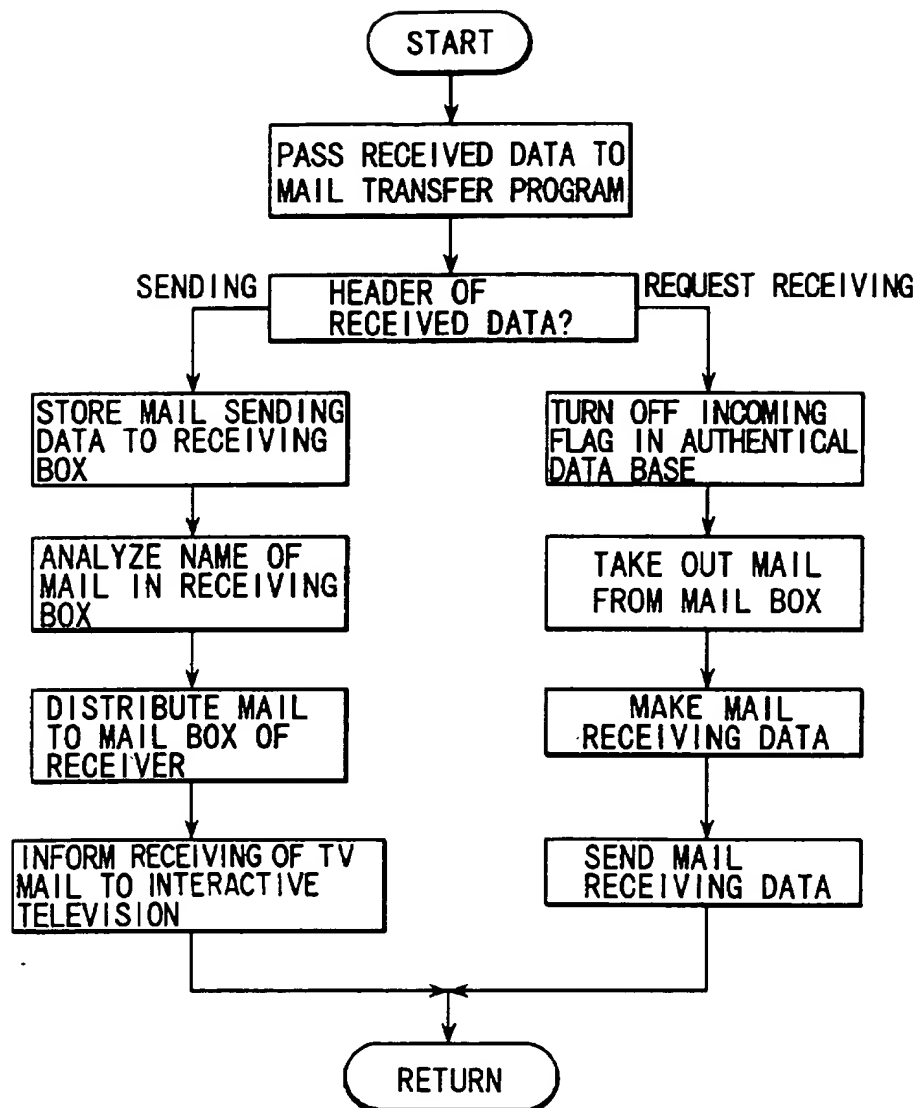 START
PASS RECEIVED DATA TO
MAIL TRANSFER PROGRAM
SENDING
HEADER OF
RECEIVED DATA?
REQUEST RECEIVING
STORE MAIL SENDING
DATA TO RECEIVING
BOX
ANALYZE NAME OF
MAIL IN RECEIVING
BOX
DISTRIBUTE MAIL
TO MAIL BOX OF
RECEIVER
INFORM RECEIVING OF TV
MAIL TO INTERACTIVE
TELEVISION
TURN OFF INCOMING
FLAG IN AUTHENTICAL
DATA BASE
TAKE OUT MAIL
FROM MAIL BOX
MAKE MAIL
RECEIVING DATA
SEND MAIL
RECEIVING DATA
RETURN